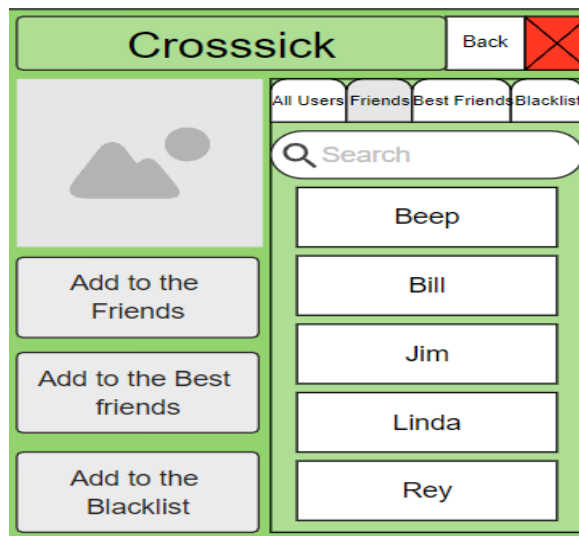 Crosssick
Back
All Users
Friends
Best Friends
Blacklist
Search
Add to the
Friends
Add to the Best
friends
Add to the
Blacklist
Beep
Bill
Jim
Linda
Rey